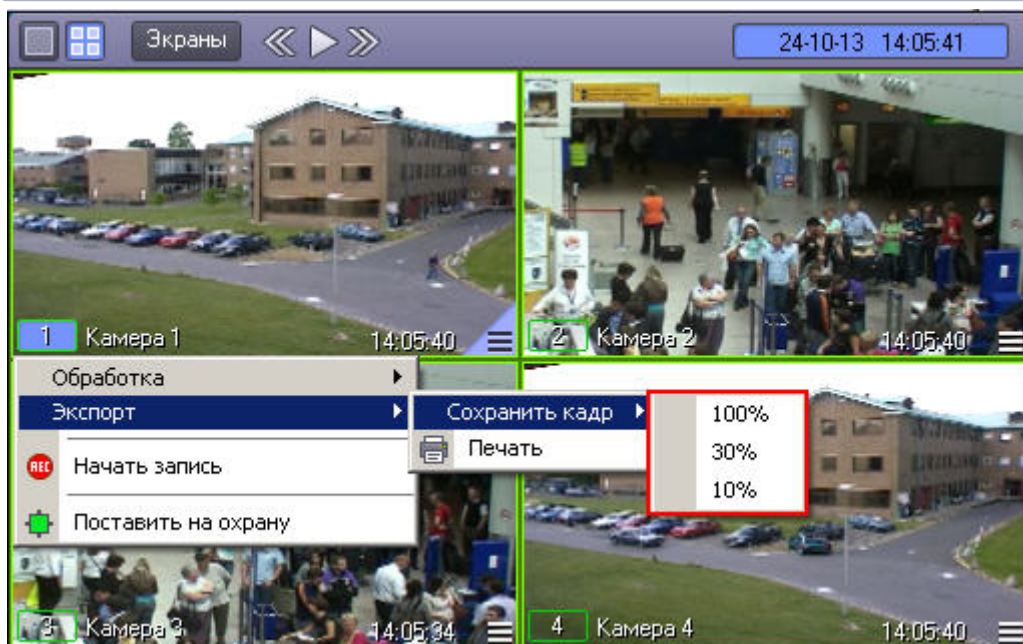 Экраны
24-10-13 14:05:41
1 Камера 1 14:05:40
2 Камера 2 14:05:40
Обработка
Экспорт
Сохранить кадр
100%
Печать
30%
10%
REC Начать запись
Поставить на охрану
3 Камера 3 14:05:34
4 Камера 4 14:05:40